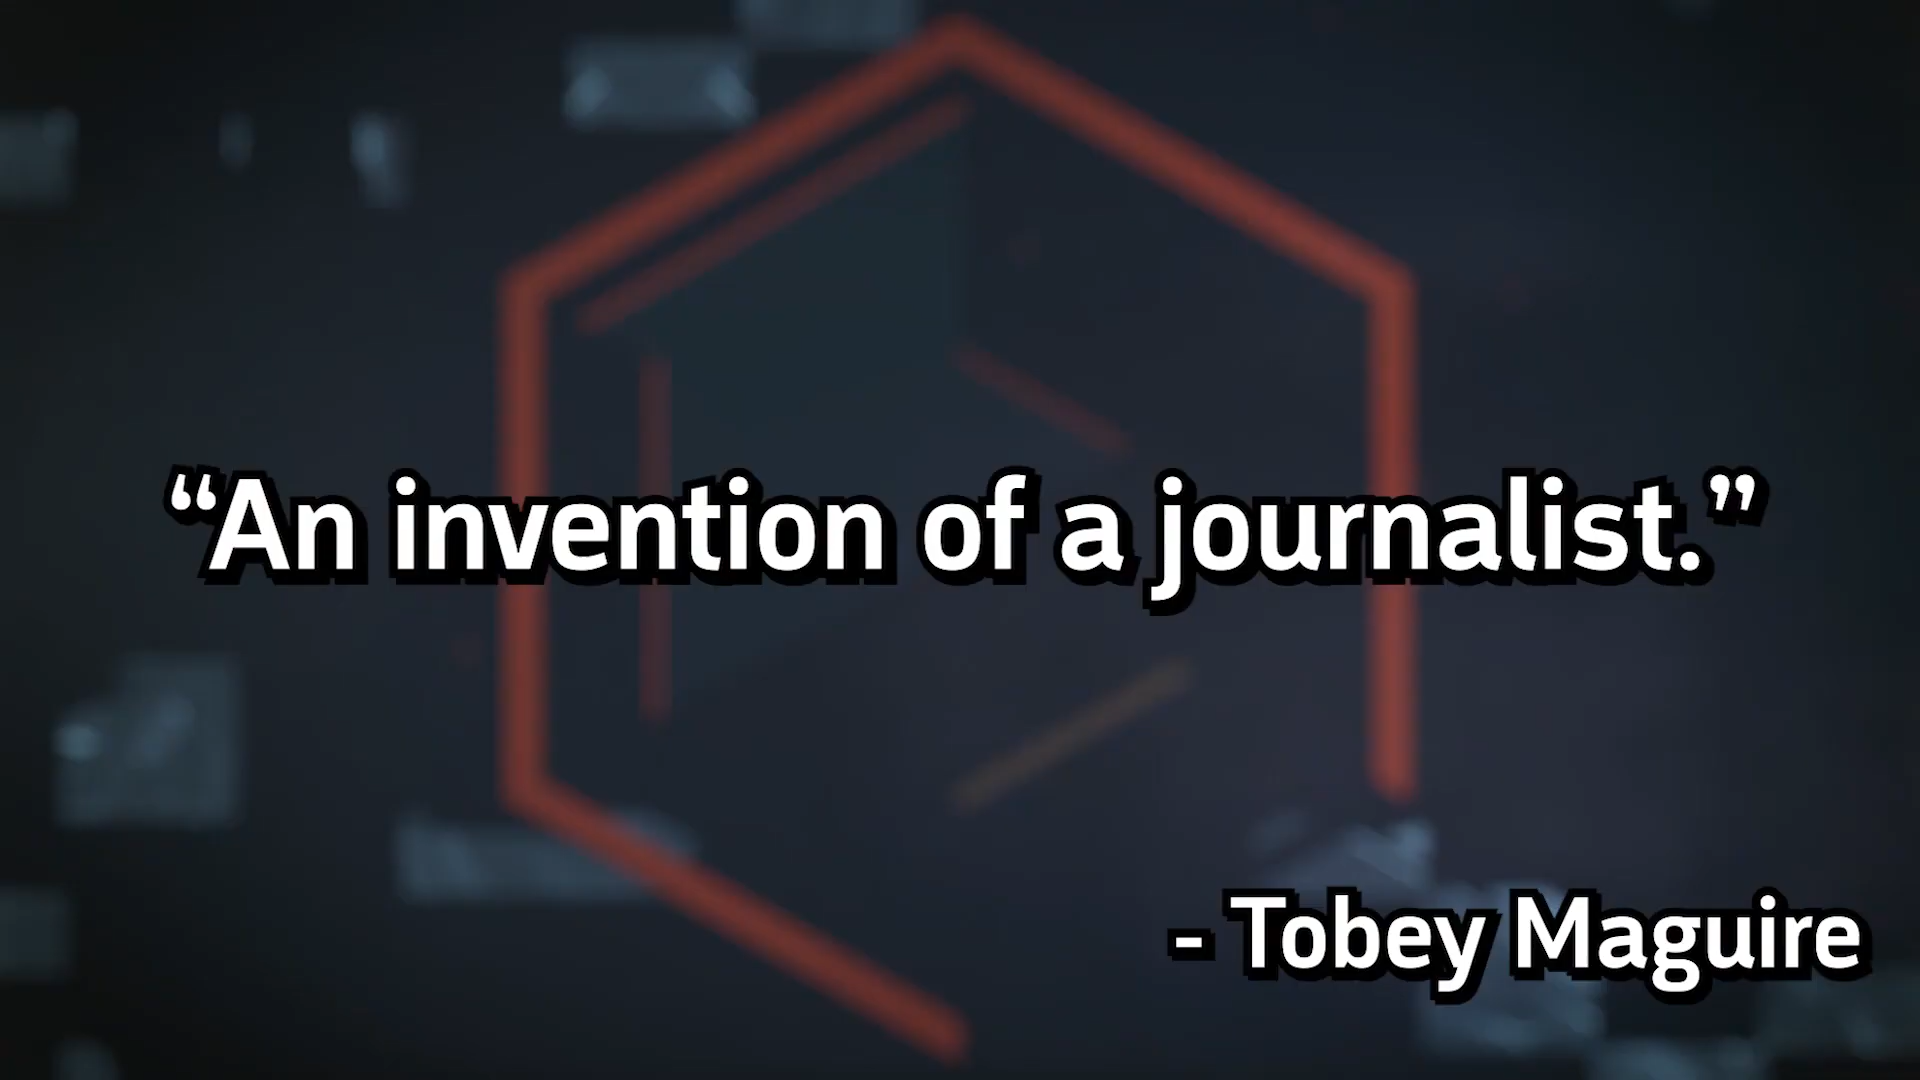 “An invention of a journalist.”
- Tobey Maguire